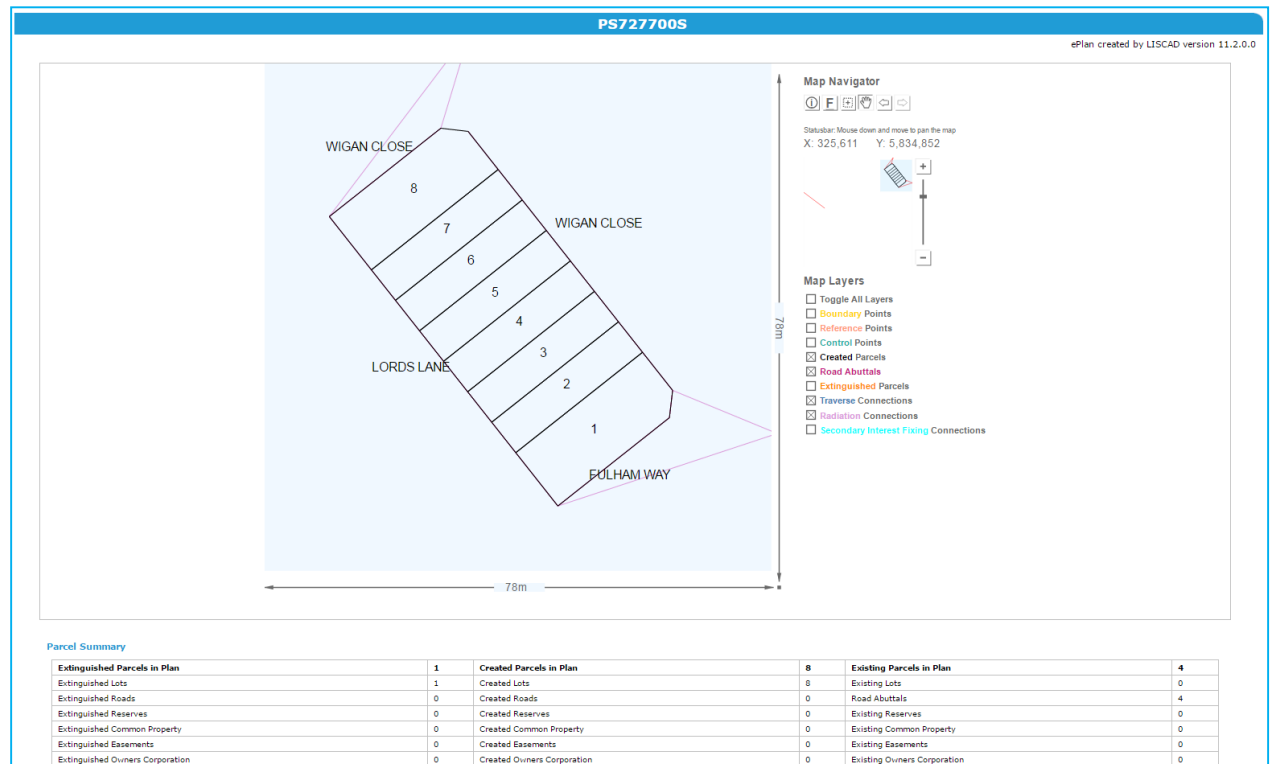 PS727700S
ePlan created by LISCAD version 11.2.0.0
WIGAN CLOSE
8
7
6
5
4
3
2
1
WIGAN CLOSE
LORDS LANE
FULHAM WAY
78m
78m
Map Navigator
F
Statusbar: Mouse down and move to pan the map
X: 325,611 Y: 5,834,852
+
-
Map Layers
Toggle All Layers
Boundary Points
Reference Points
Control Points
Created Parcels
Road Abuttals
Extinguished Parcels
Traverse Connections
Radiation Connections
Secondary Interest Fixing Connections
Parcel Summary
Extinguished Parcels in Plan 1 Created Parcels in Plan 8 Existing Parcels in Plan 4
Extinguished Lots 1 Created Lots 8 Existing Lots 0
Extinguished Roads 0 Created Roads 0 Road Abuttals 4
Extinguished Reserves 0 Created Reserves 0 Existing Reserves 0
Extinguished Common Property 0 Created Common Property 0 Existing Common Property 0
Extinguished Easements 0 Created Easements 0 Existing Easements 0
Extinguished Owners Corporation 0 Created Owners Corporation 0 Existing Owners Corporation 0